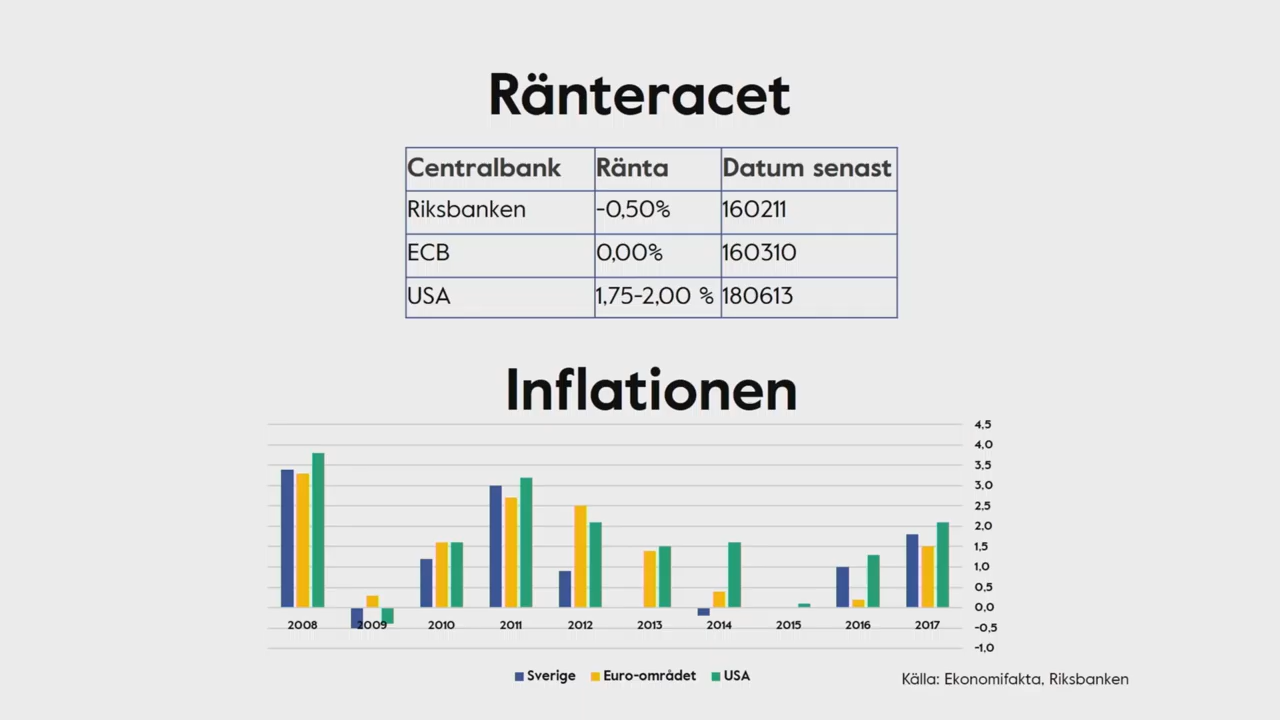 Ränteracet
Centralbank Ränta Datum senast
Riksbanken -0,50% 160211
ECB 0,00% 160310
USA 1,75-2,00 % 180613
Inflationen
4,5
4,0
3,5
3,0
2,5
2,0
1,5
1,0
0,5
0,0
-0,5
-1,0
2008 2009 2010 2011 2012 2013 2014 2015 2016 2017
Sverige Euro-området USA
Källa: Ekonomifakta, Riksbanken